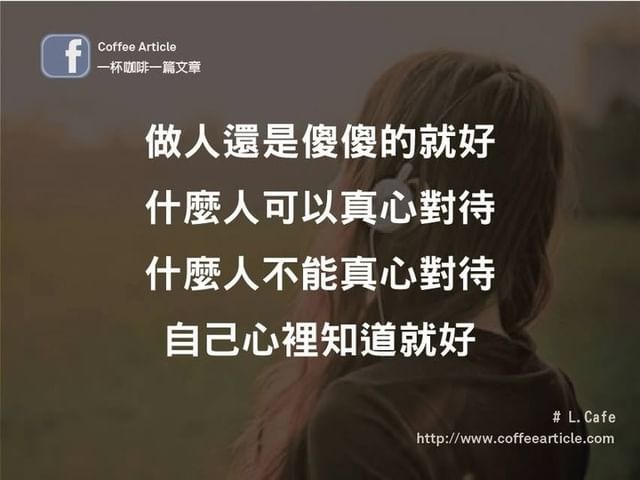 Coffee Article
一杯咖啡一篇文章
做人還是傻傻的就好
什麼人可以真心對待
什麼人不能真心對待
自己心裡知道就好
# L.Cafe
http://www.coffeearticle.com